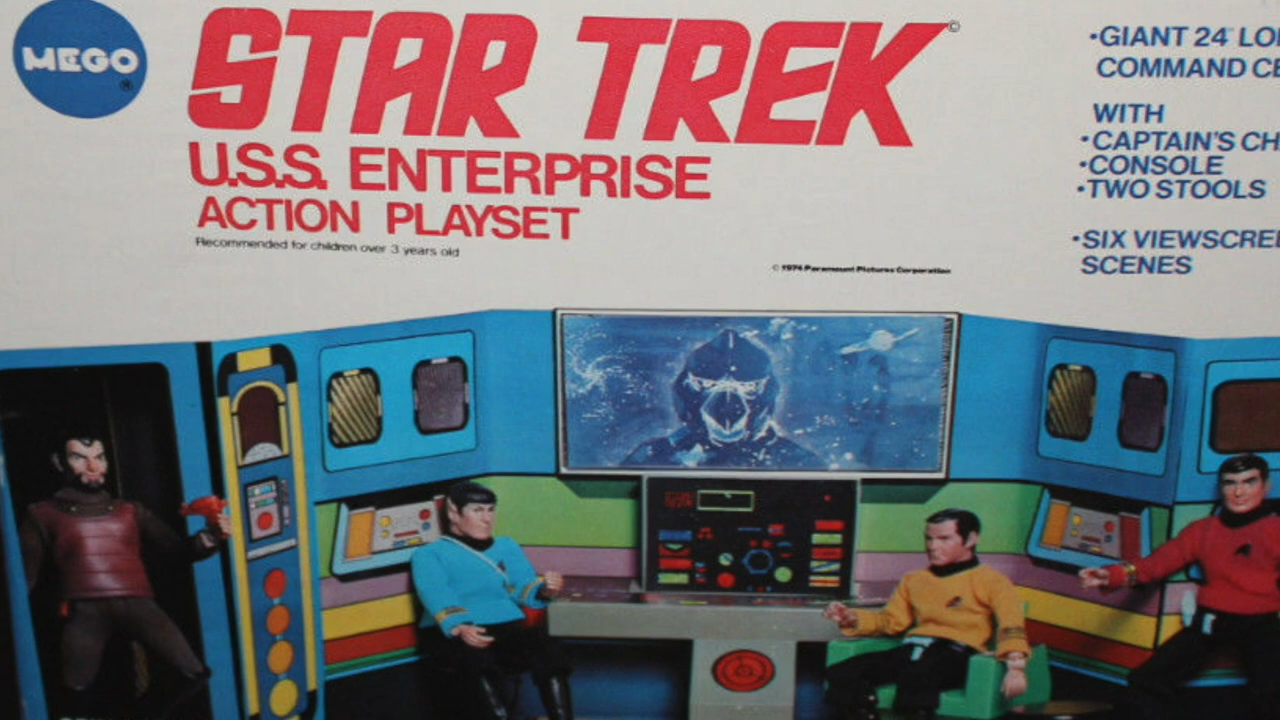 MEGO
®
STAR TREK©
U.S.S. ENTERPRISE
ACTION PLAYSET
Recommended for children over 3 years old
© 1974 Paramount Pictures Corporation
•GIANT 24"
COMMAND
WITH
•CAPTAIN'S
•CONSOLE
•TWO STOOLS
•SIX
SCENES